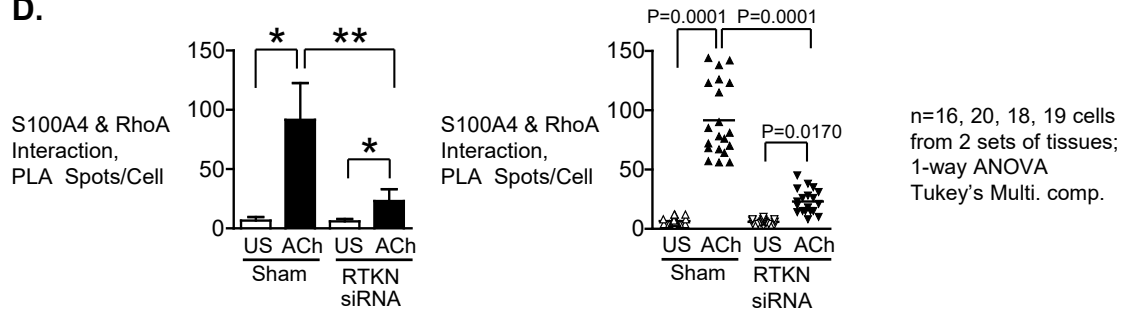 D.
S100A4 & RhoA
Interaction,
PLA Spots/Cell
150
100
50
0
*
**
*
US ACh US ACh
Sham
RTKN
siRNA
S100A4 & RhoA
Interaction,
PLA Spots/Cell
150
100
50
0
P=0.0001 P=0.0001
P=0.0170
US ACh US ACh
Sham
RTKN
siRNA
n=16, 20, 18, 19 cells
from 2 sets of tissues;
1-way ANOVA
Tukey's Multi. comp.